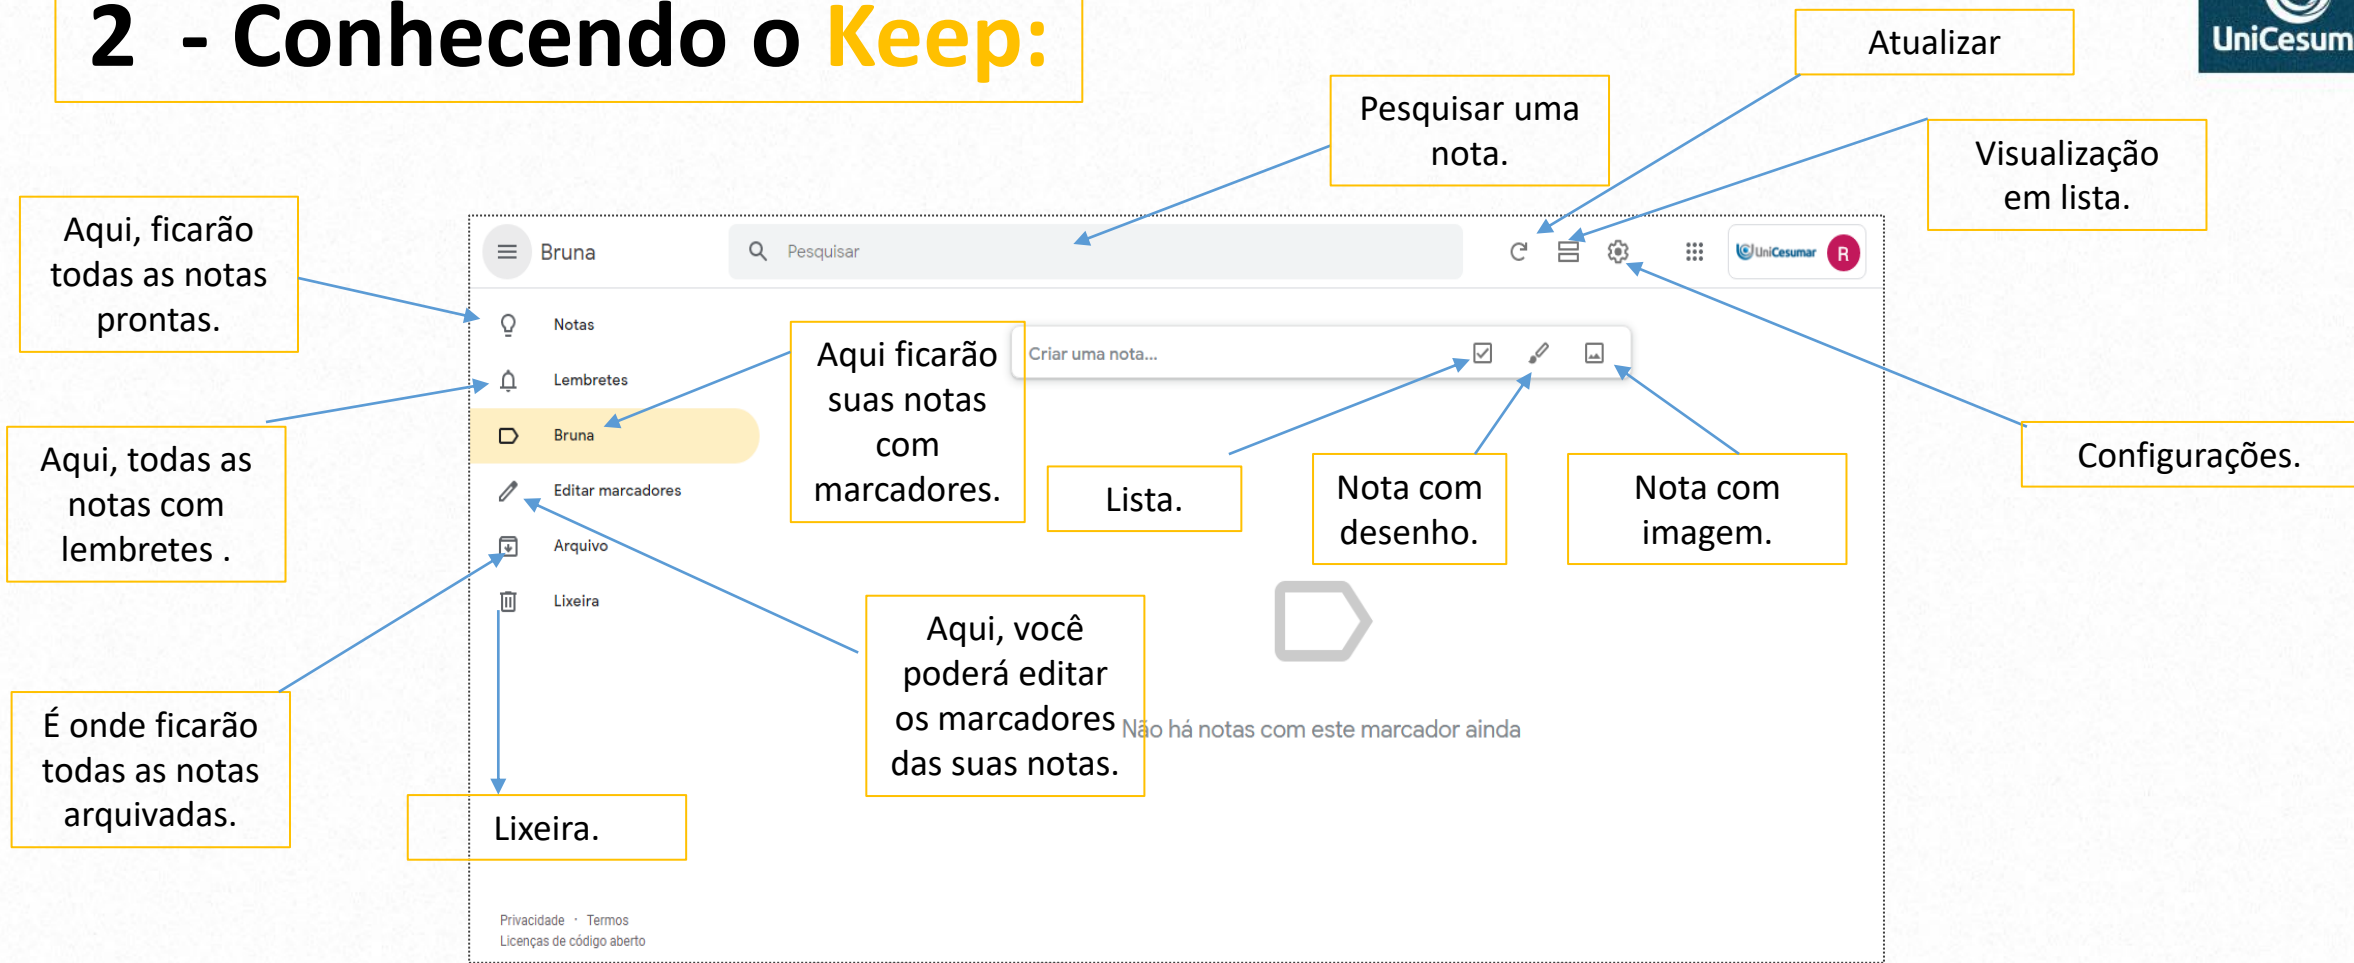 2 - Conhecendo o Keep:
Atualizar
UniCesum
Pesquisar uma
nota.
Visualização
em lista.
Aqui, ficarão
todas as notas
prontas.
Bruna
Pesquisar
UniCesumar
R
Notas
Lembretes
Bruna
Editar marcadores
Arquivo
Lixeira
Aqui ficarão
suas notas
com
marcadores.
Criar uma nota...
Aqui, todas as
notas com
lembretes .
Lista.
Nota com
desenho.
Nota com
imagem.
Configurações.
Aqui, você
poderá editar
os marcadores
das suas notas.
Não há notas com este marcador ainda
É onde ficarão
todas as notas
arquivadas.
Lixeira.
Privacidade · Termos
Licenças de código aberto